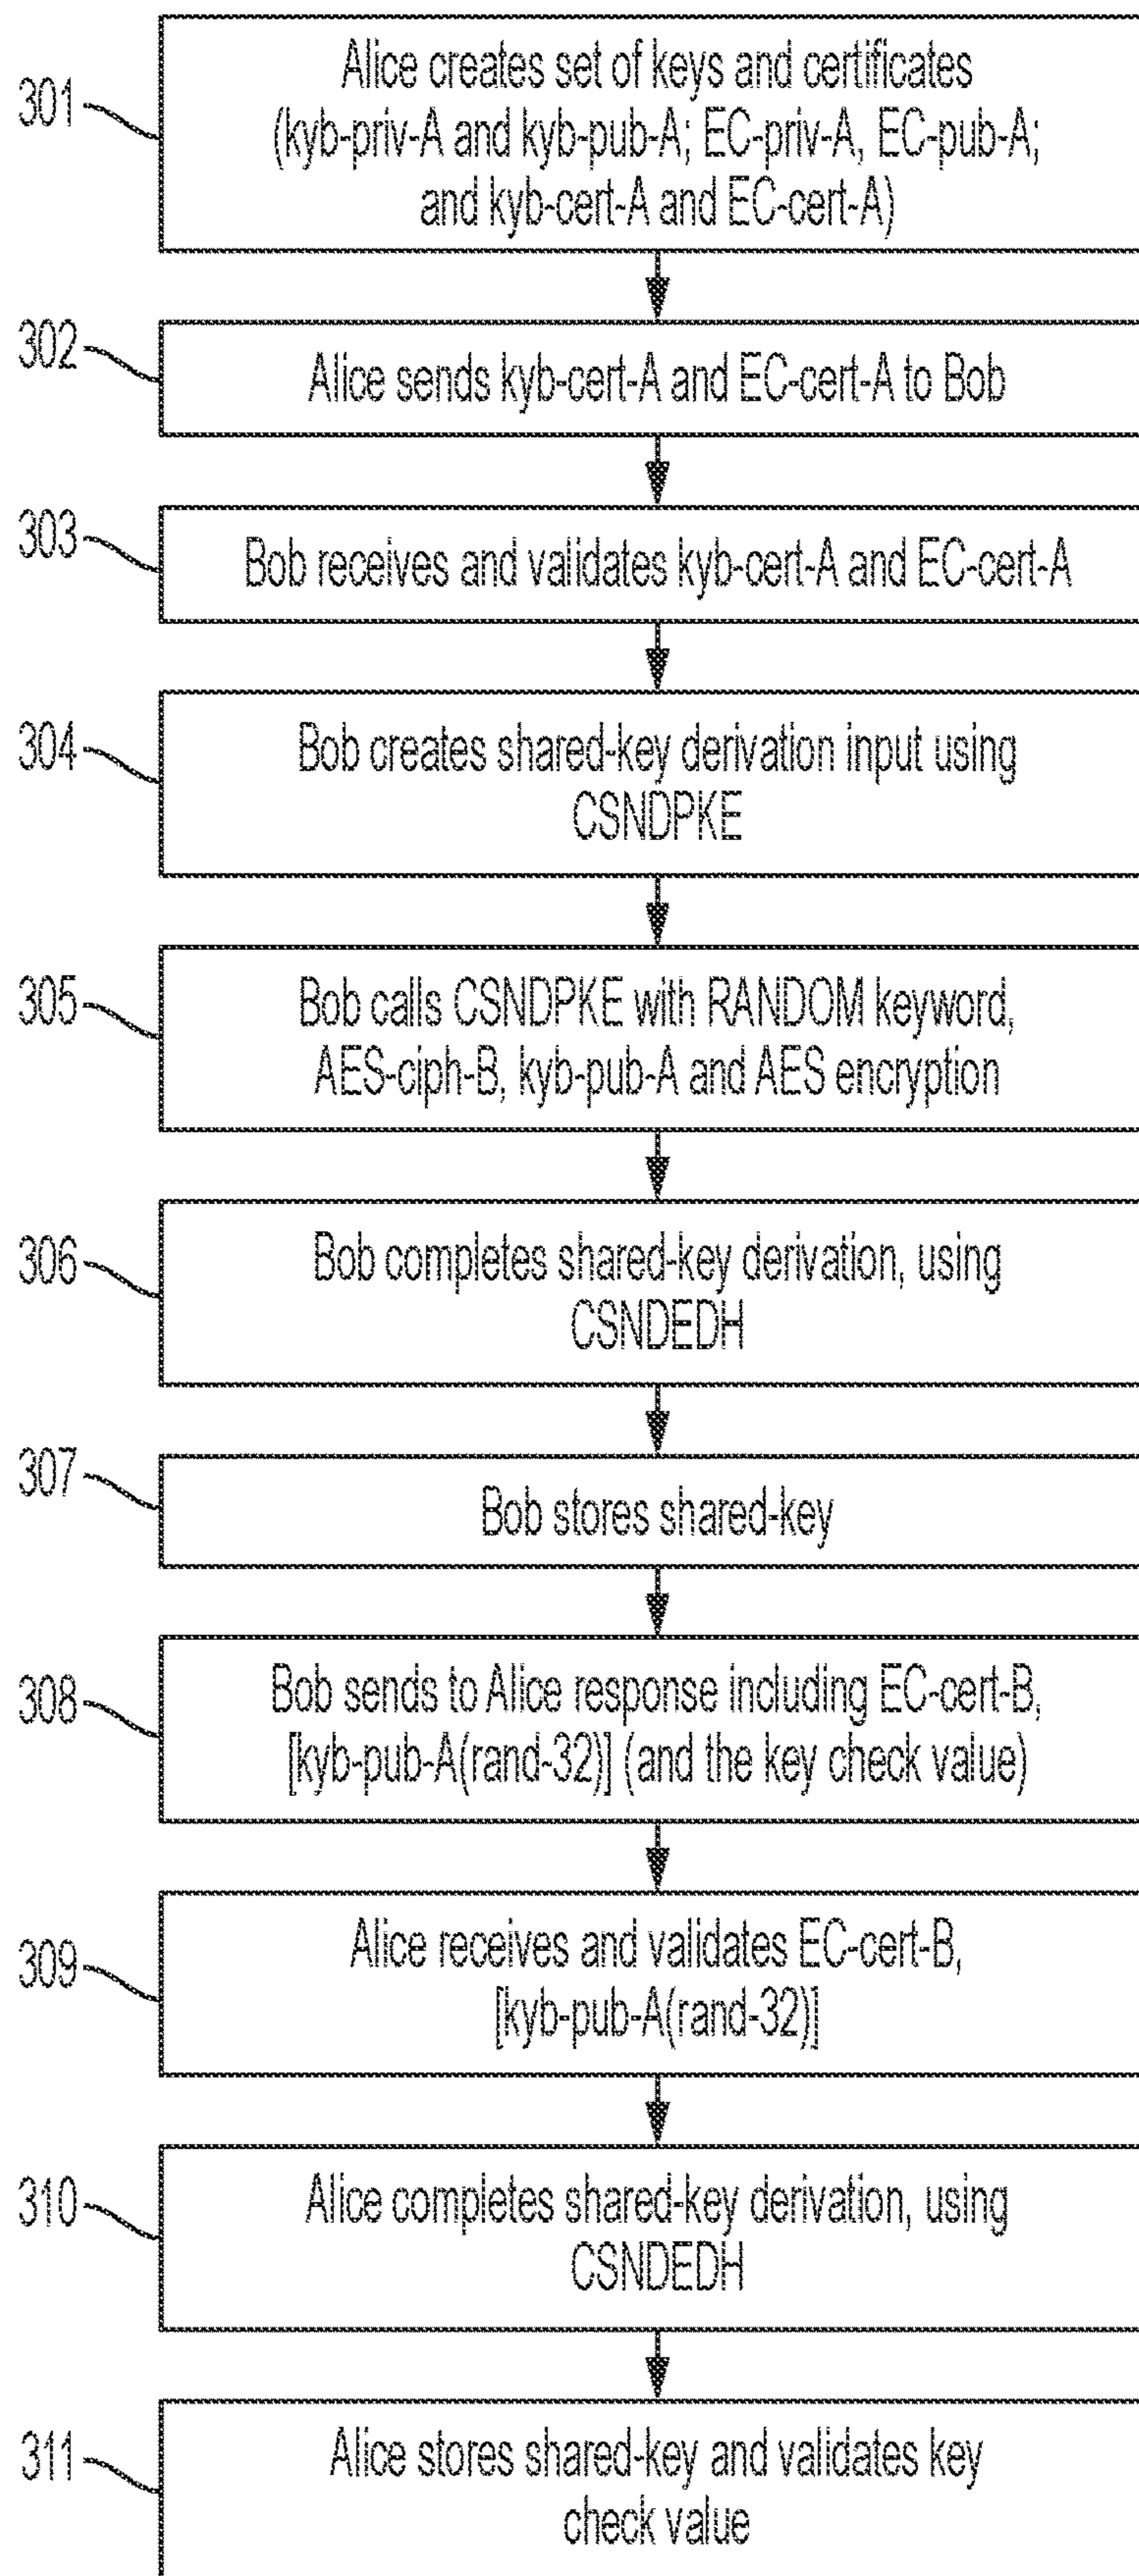 301
Alice creates set of keys and certificates
(kyb-priv-A and kyb-pub-A; EC-priv-A, EC-pub-A;
and kyb-cert-A and EC-cert-A)
302
Alice sends kyb-cert-A and EC-cert-A to Bob
303
Bob receives and validates kyb-cert-A and EC-cert-A
304
Bob creates shared-key derivation input using
CSNDPKE
305
Bob calls CSNDPKE with RANDOM keyword,
AES-ciph-B, kyb-pub-A and AES encryption
306
Bob completes shared-key derivation, using
CSNDEDH
307
Bob stores shared-key
308
Bob sends to Alice response including EC-cert-B,
[kyb-pub-A(rand-32)] (and the key check value)
309
Alice receives and validates EC-cert-B,
[kyb-pub-A(rand-32)]
310
Alice completes shared-key derivation, using
CSNDEDH
311
Alice stores shared-key and validates key
check value